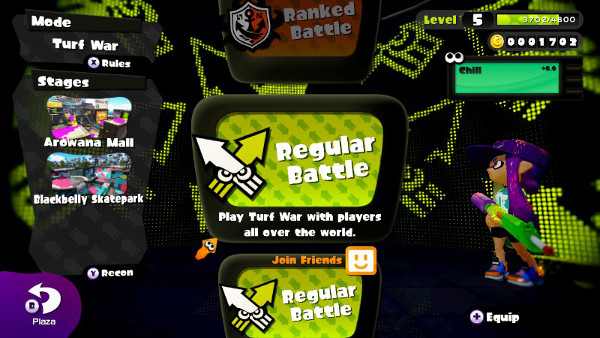 Mode
Turf War
X Rules
Stages
Arowana Mall
Blackbelly Skatepark
Y Recon
B
Plaza
Ranked
Battle
Regular
Battle
Play Turf War with players
all over the world.
Join Friends
Regular
Battle
Level 5 3702/4800
0001702
Chill +0.0
+ Equip